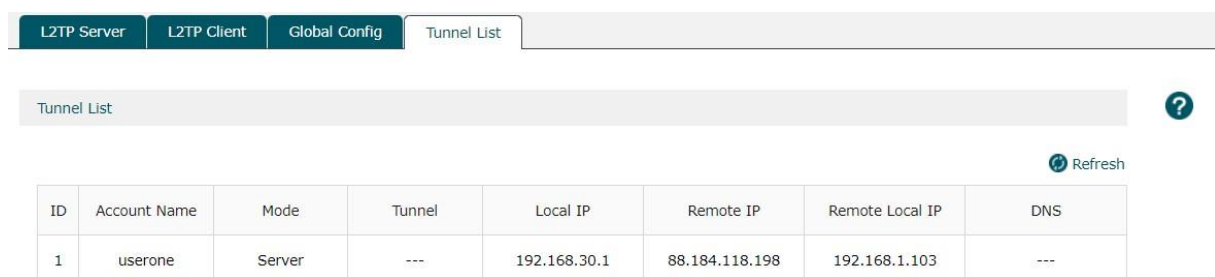 L2TP Server L2TP Client Global Config Tunnel List
Tunnel List
?
Refresh
ID Account Name Mode Tunnel Local IP Remote IP Remote Local IP DNS
1 userone Server --- 192.168.30.1 88.184.118.198 192.168.1.103 ---